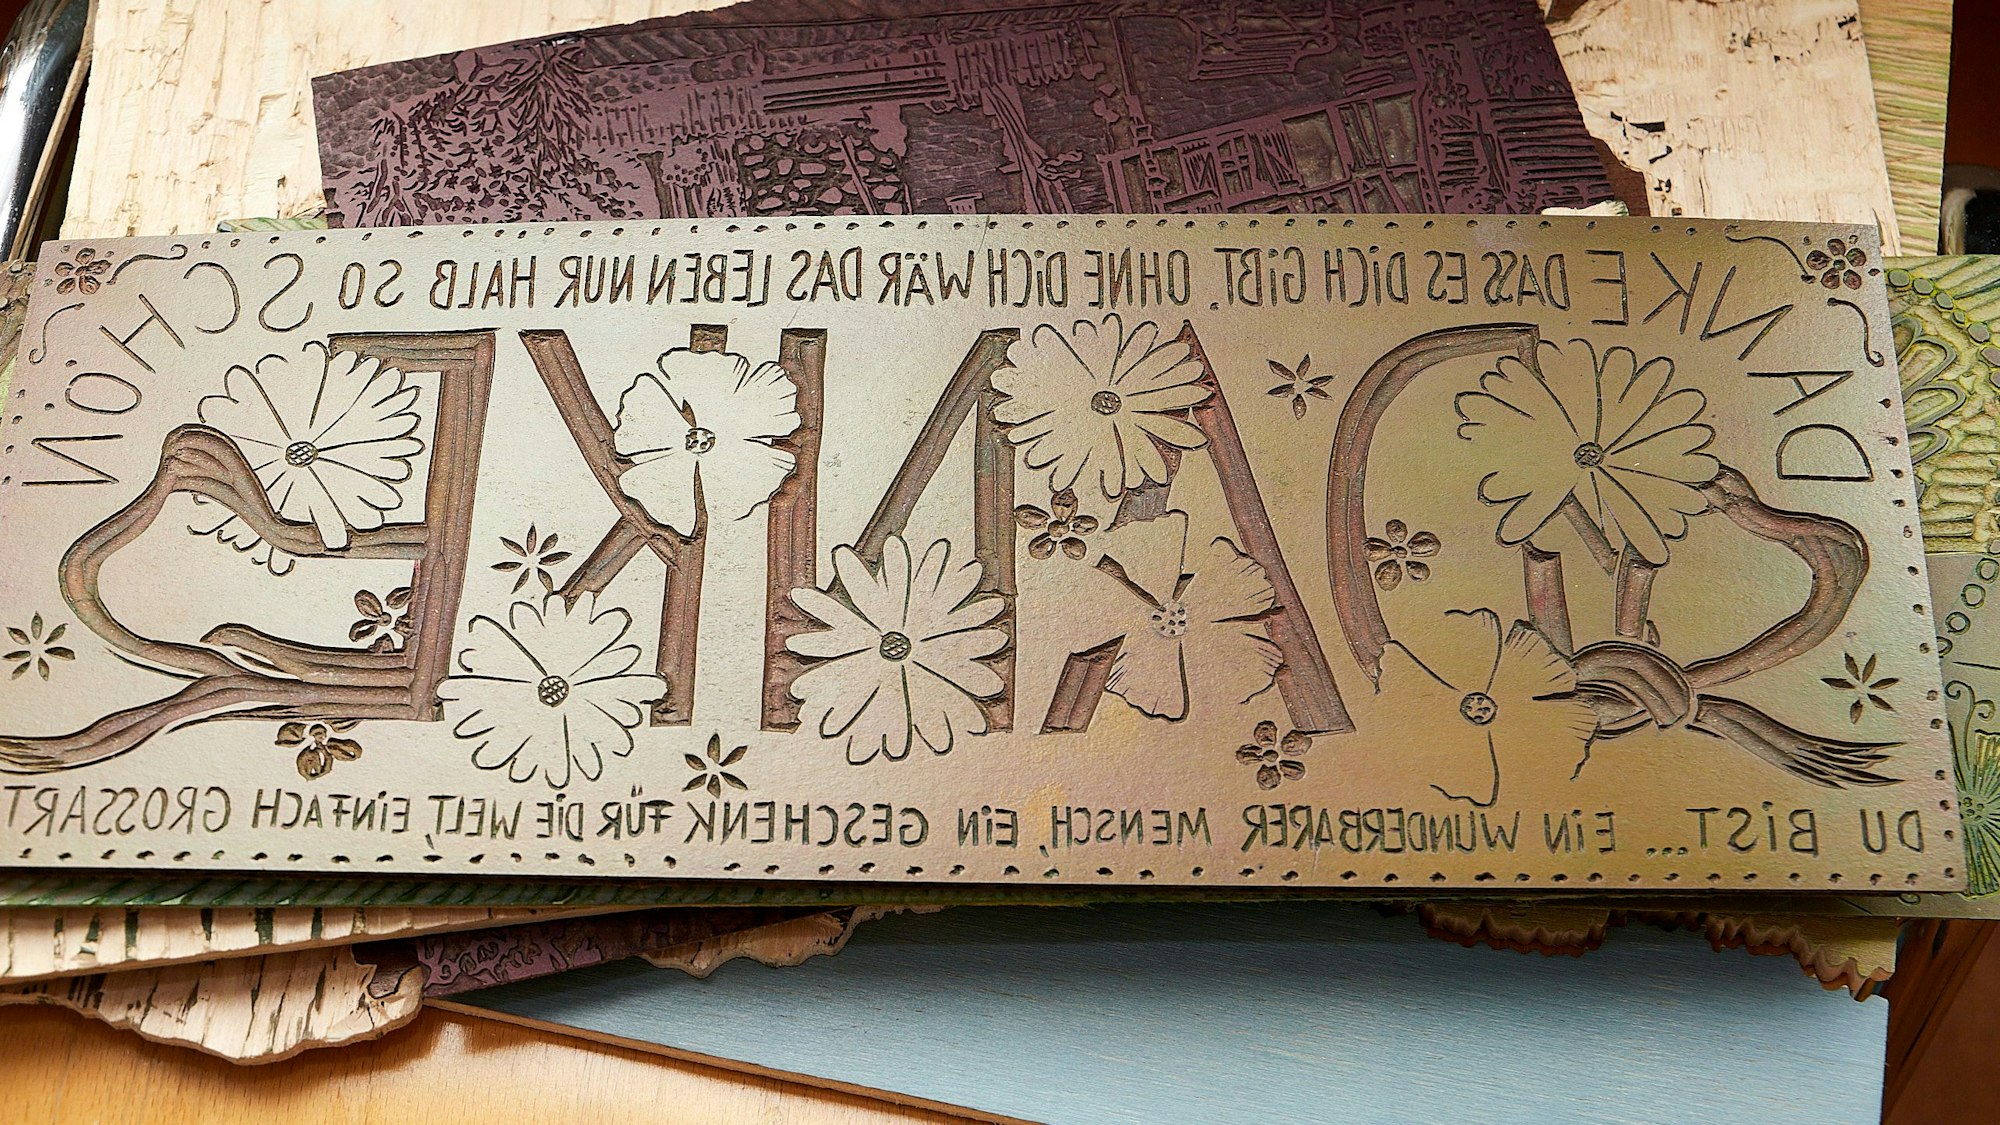 DANKE DASS ES DiCH GiBT. OHNE DiCH WÄR DAS LEBEN NUR HALB SO SCHÖN
DANKE
DU BiST... EiN WUNDERBARER MENSCH, EiN GESCHENK FÜR DiE WELT, EiNFACH GROSSART